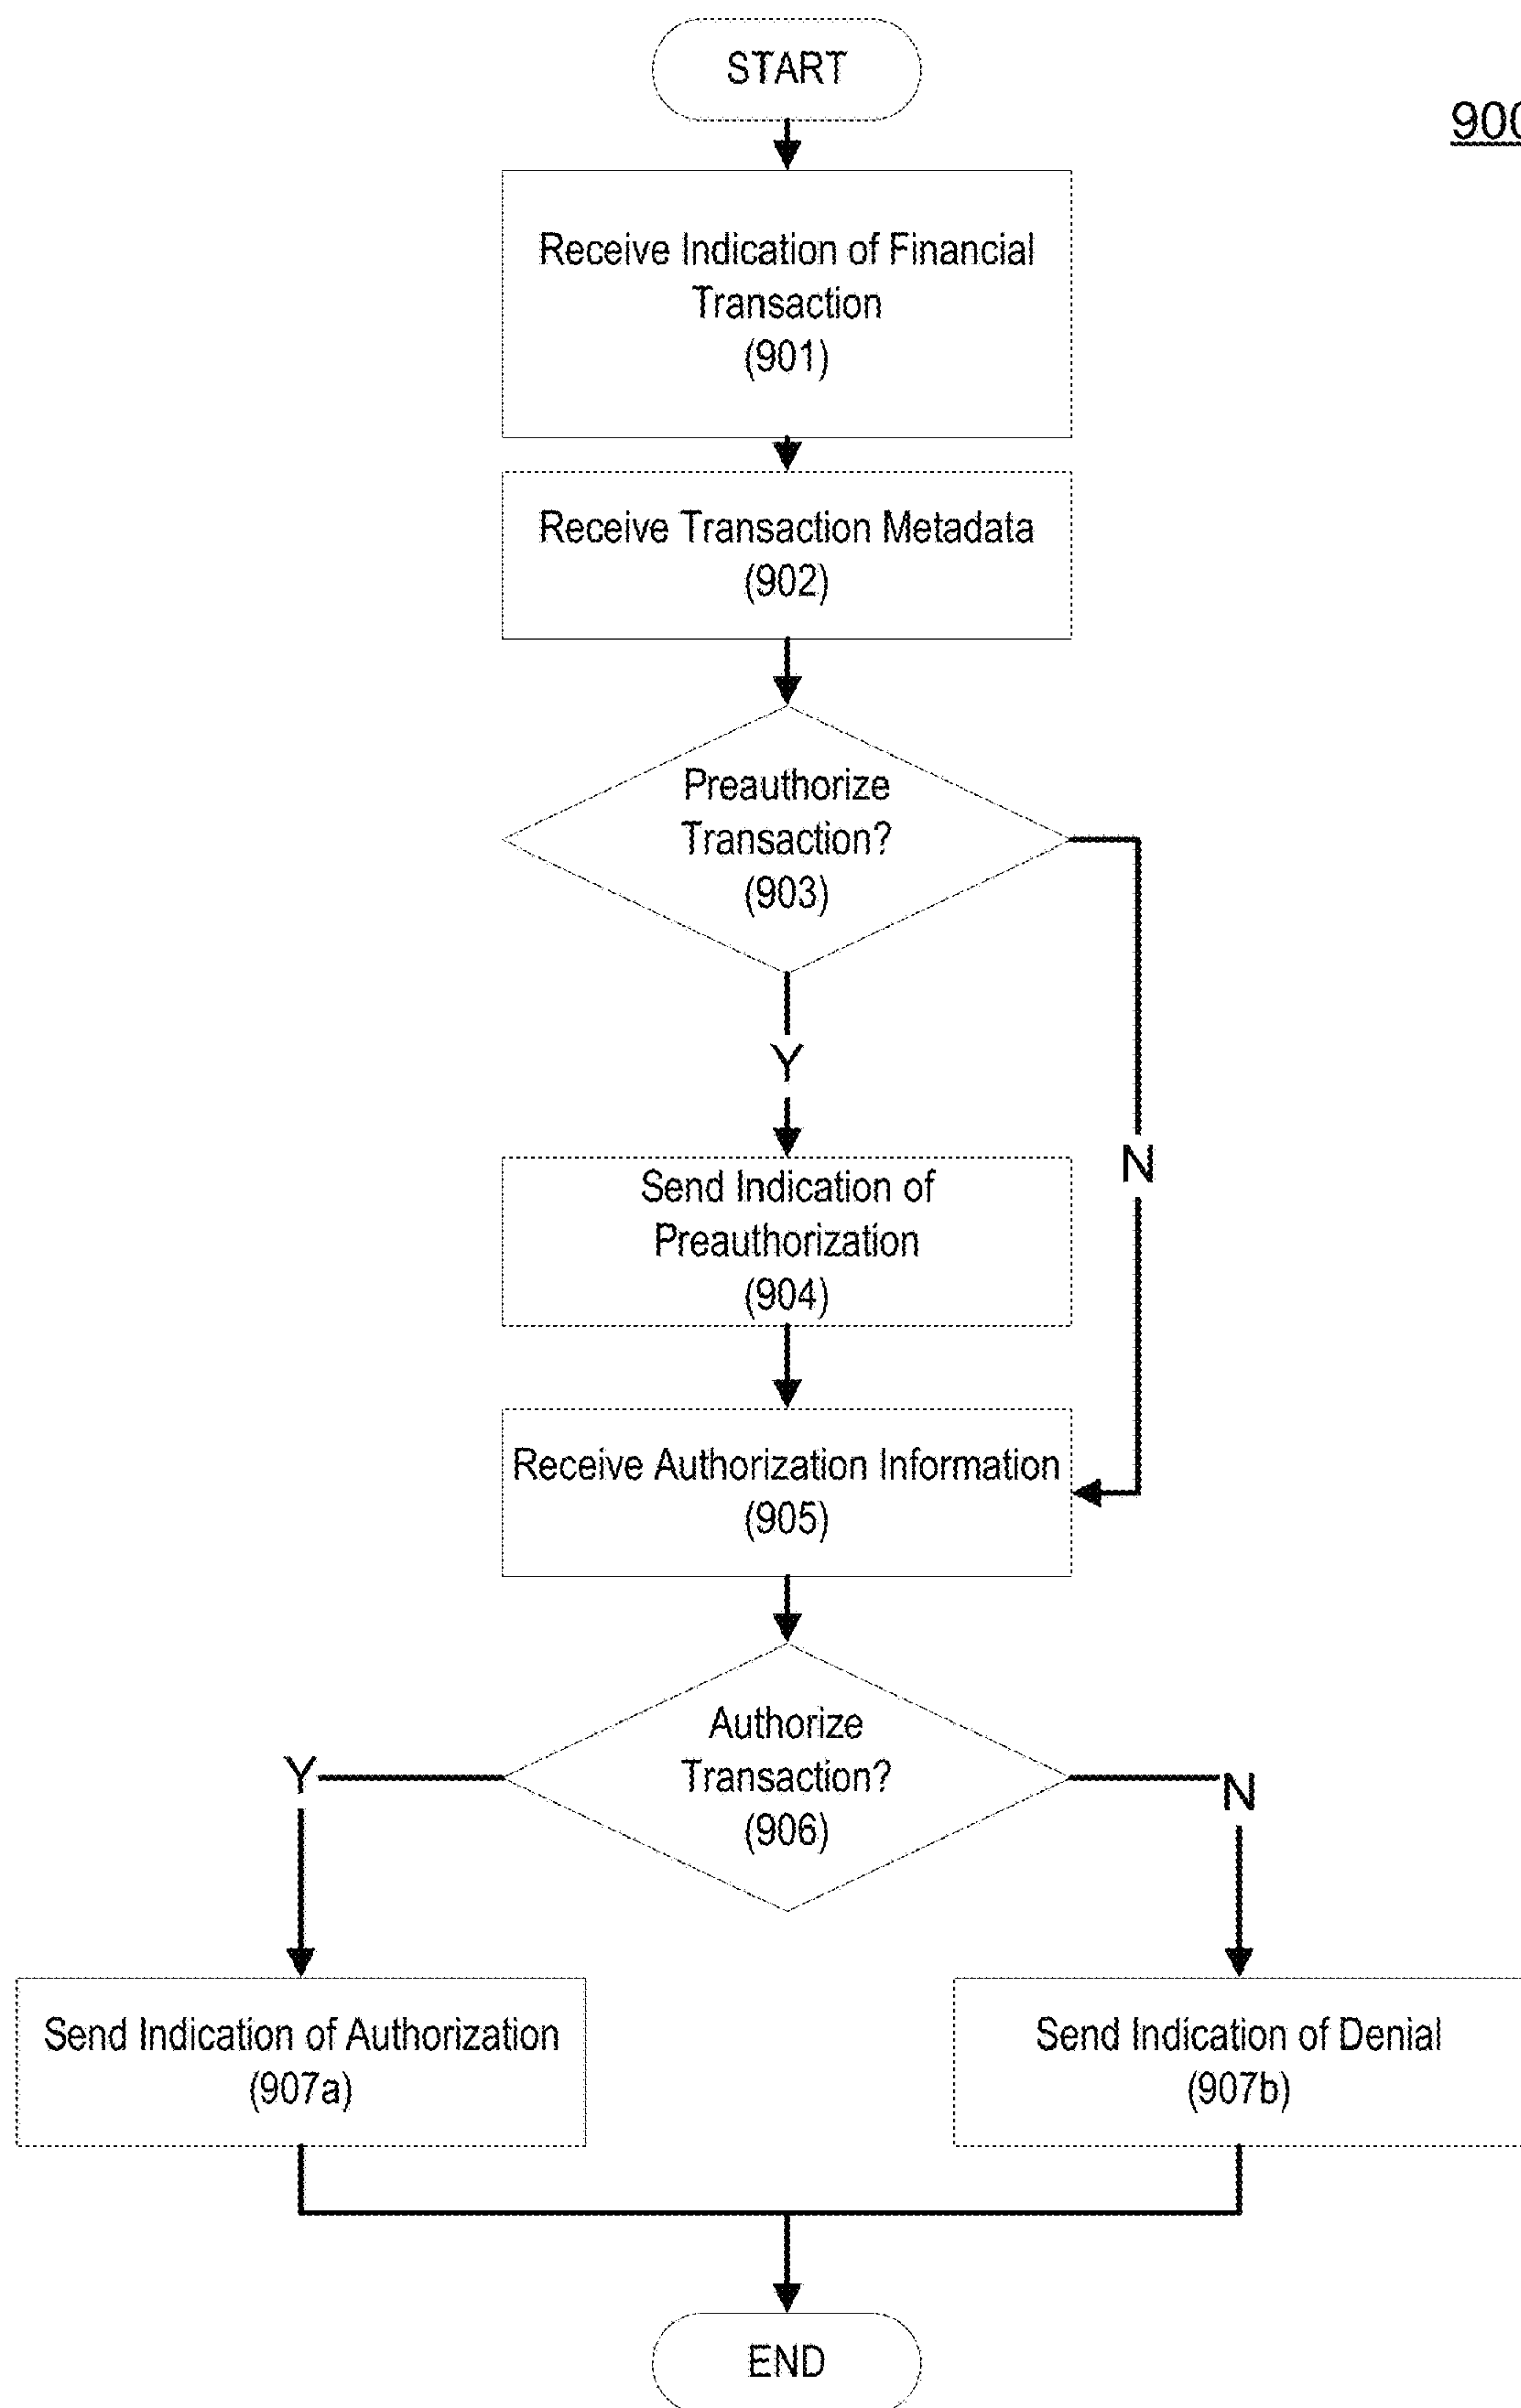 START
900
Receive Indication of Financial
Transaction
(901)
Receive Transaction Metadata
(902)
Preauthorize
Transaction?
(903)
Y
N
Send Indication of
Preauthorization
(904)
Receive Authorization Information
(905)
Authorize
Transaction?
(906)
Y
N
Send Indication of Authorization
(907a)
Send Indication of Denial
(907b)
END